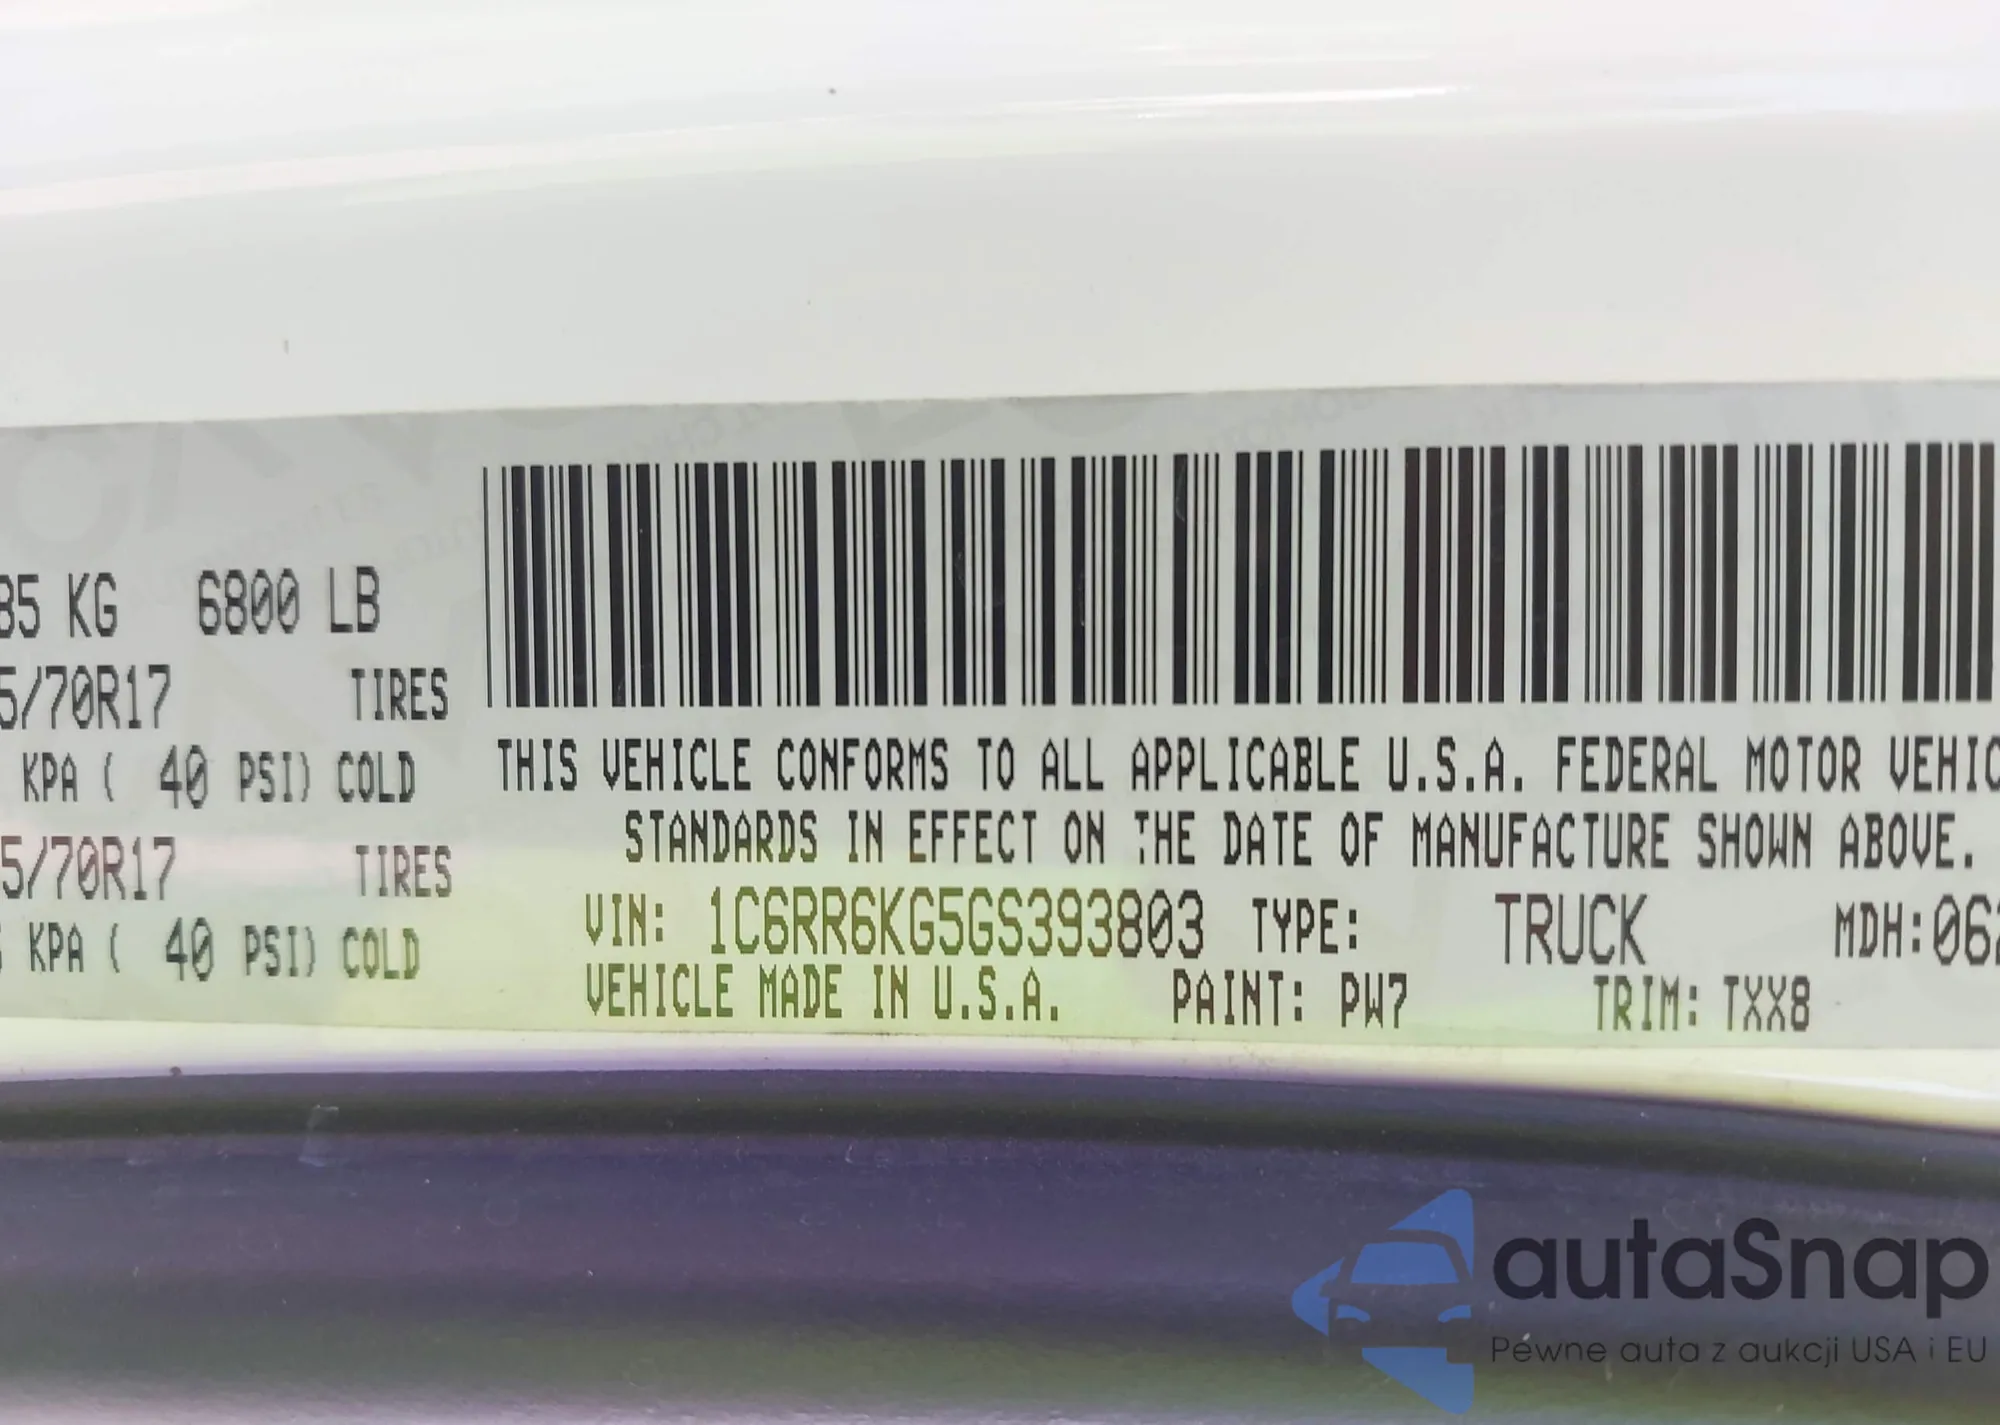 85 KG 6800 LB
5/70R17 TIRES
KPA ( 40 PSI) COLD
5/70R17 TIRES
KPA ( 40 PSI) COLD
THIS VEHICLE CONFORMS TO ALL APPLICABLE U.S.A. FEDERAL MOTOR VEHIC
STANDARDS IN EFFECT ON THE DATE OF MANUFACTURE SHOWN ABOVE.
VIN: 1C6RR6KG5GS393803 TYPE: TRUCK MDH:062
VEHICLE MADE IN U.S.A. PAINT: PW7 TRIM: TXX8
autaSnap
Pewne auta z aukcji USA i EU